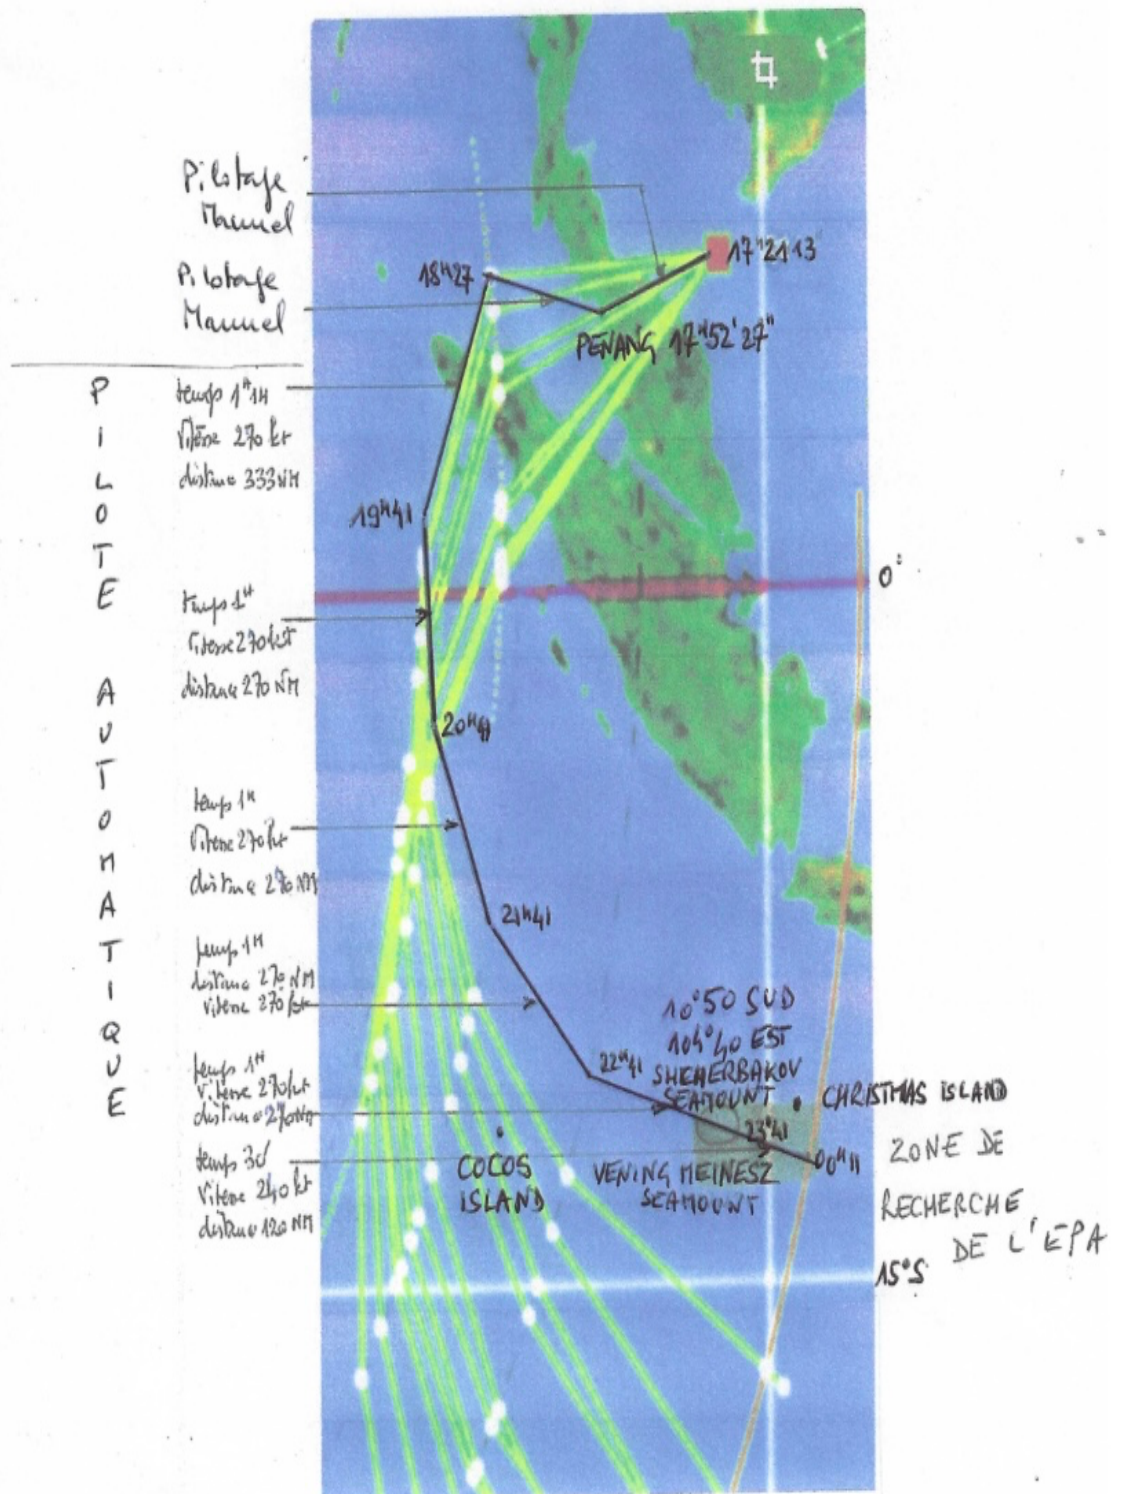 Pilotage
Manuel
17H21 13
18H27
Pilotage
Manuel
PENANG 17H52'27"
PILOTE AUTOMATIQUE
temps 1H14
Vitesse 270 kt
distance 333 NM
19H41
0°
temps 1H
Vitesse 270 kt
distance 270 NM
20H41
temps 1H
Vitesse 270 kt
distance 270 NM
21H41
temps 1H
distance 270 NM
vitesse 270 kt
10°50 SUD
104°40 EST
SHCHERBAKOV
SEAMOUNT
22H41
temps 1H
Vitesse 270 kt
distance 270 NM
CHRISTMAS ISLAND
23H41
00H11
temps 30'
Vitesse 240 kt
distance 120 NM
COCOS
ISLAND
VENING MEINESZ
SEAMOUNT
ZONE DE
RECHERCHE
DE L'EPA
15°S